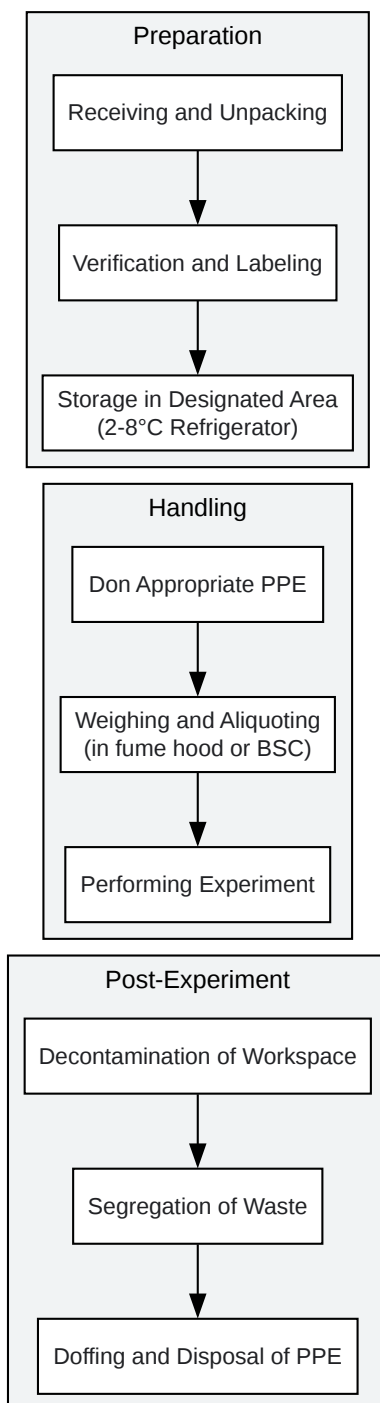 Preparation
Receiving and Unpacking
Verification and Labeling
Storage in Designated Area
(2-8°C Refrigerator)
Handling
Don Appropriate PPE
Weighing and Aliquoting
(in fume hood or BSC)
Performing Experiment
Post-Experiment
Decontamination of Workspace
Segregation of Waste
Doffing and Disposal of PPE